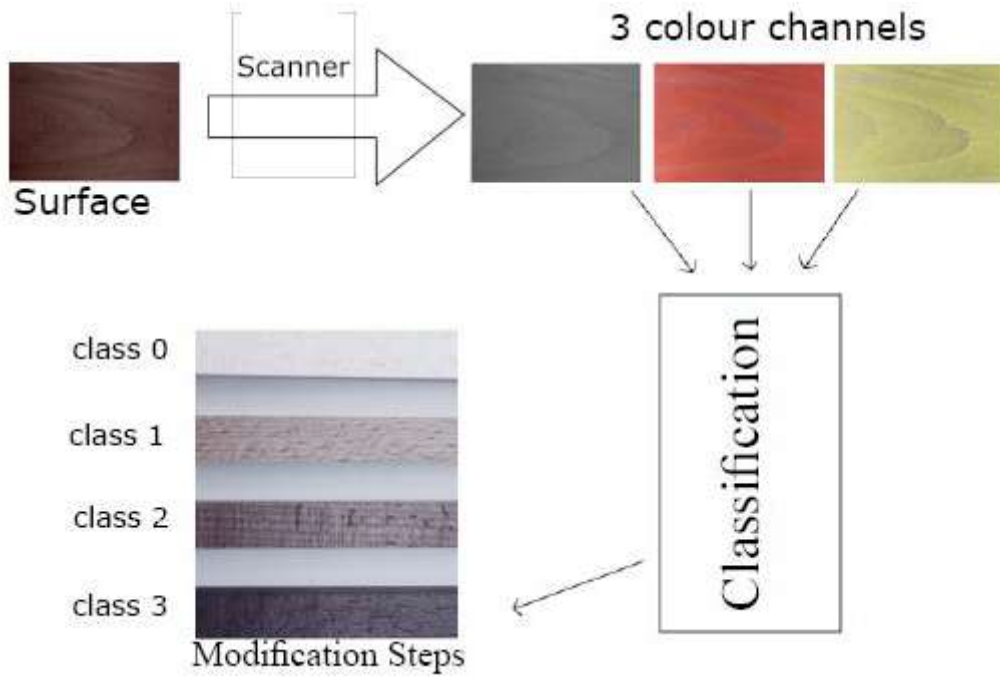 3 colour channels
Scanner
Surface
Classification
class 0
class 1
class 2
class 3
Modification Steps